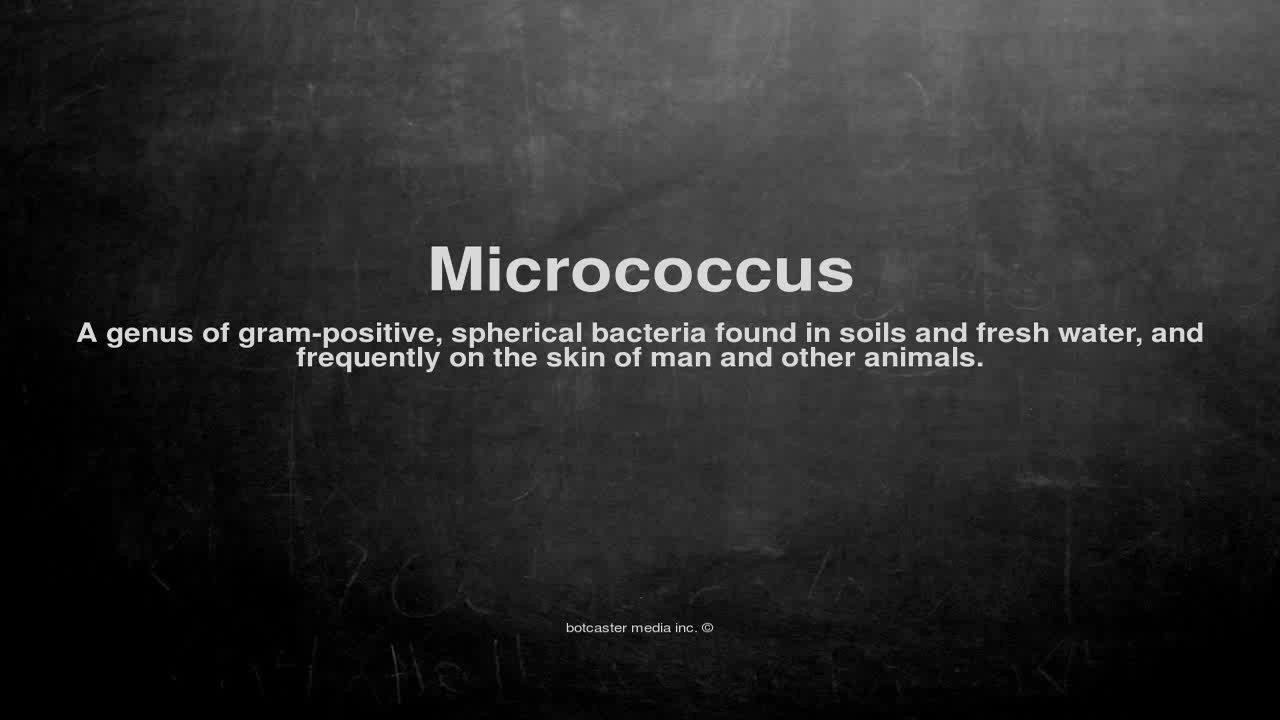 Micrococcus
A genus of gram-positive, spherical bacteria found in soils and fresh water, and
frequently on the skin of man and other animals.
botcaster media inc. ©